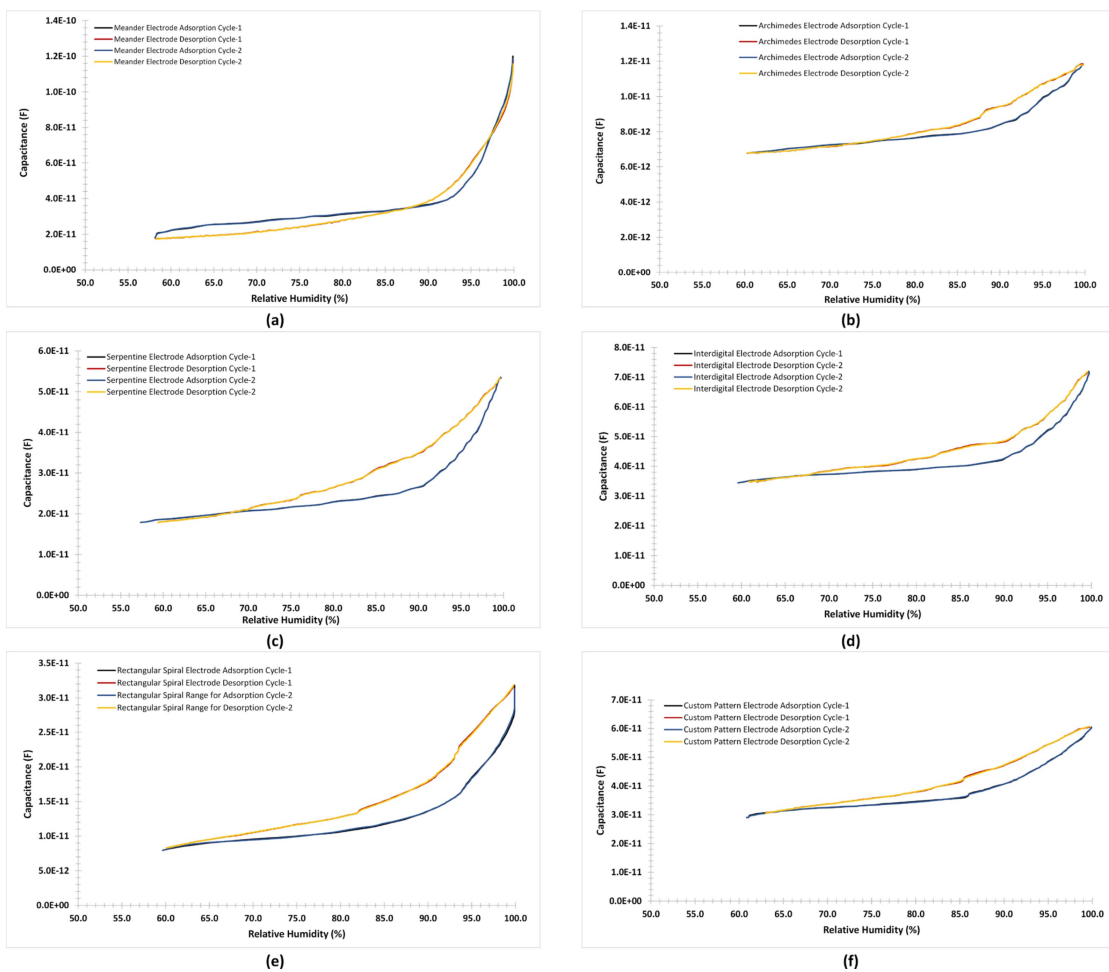 1.4E-10
1.2E-10
1.0E-10
8.0E-11
6.0E-11
4.0E-11
2.0E-11
0.0E+00
Capacitance (F)
Meander Electrode Adsorption Cycle-1
Meander Electrode Desorption Cycle-1
Meander Electrode Adsorption Cycle-2
Meander Electrode Desorption Cycle-2
50.0 55.0 60.0 65.0 70.0 75.0 80.0 85.0 90.0 95.0 100.0
Relative Humidity (%)
(a)
1.4E-11
1.2E-11
1.0E-11
8.0E-12
6.0E-12
4.0E-12
2.0E-12
0.0E+00
Capacitance (F)
Archimedes Electrode Adsorption Cycle-1
Archimedes Electrode Desorption Cycle-1
Archimedes Electrode Adsorption Cycle-2
Archimedes Electrode Desorption Cycle-2
50.0 55.0 60.0 65.0 70.0 75.0 80.0 85.0 90.0 95.0 100.0
Relative Humidity (%)
(b)
6.0E-11
5.0E-11
4.0E-11
3.0E-11
2.0E-11
1.0E-11
0.0E+00
Capacitance (F)
Serpentine Electrode Adsorption Cycle-1
Serpentine Electrode Desorption Cycle-1
Serpentine Electrode Adsorption Cycle-2
Serpentine Electrode Desorption Cycle-2
50.0 55.0 60.0 65.0 70.0 75.0 80.0 85.0 90.0 95.0 100.0
Relative Humidity (%)
(c)
8.0E-11
7.0E-11
6.0E-11
5.0E-11
4.0E-11
3.0E-11
2.0E-11
1.0E-11
0.0E+00
Capacitance (F)
Interdigital Electrode Adsorption Cycle-1
Interdigital Electrode Desorption Cycle-2
Interdigital Electrode Adsorption Cycle-2
Interdigital Electrode Desorption Cycle-2
50.0 55.0 60.0 65.0 70.0 75.0 80.0 85.0 90.0 95.0 100.0
Relative Humidity (%)
(d)
3.5E-11
3.0E-11
2.5E-11
2.0E-11
1.5E-11
1.0E-11
5.0E-12
0.0E+00
Capacitance (F)
Rectangular Spiral Electrode Adsorption Cycle-1
Rectangular Spiral Electrode Desorption Cycle-1
Rectangular Spiral Range for Adsorption Cycle-2
Rectangular Spiral Range for Desorption Cycle-2
50.0 55.0 60.0 65.0 70.0 75.0 80.0 85.0 90.0 95.0 100.0
Relative Humidity (%)
(e)
7.0E-11
6.0E-11
5.0E-11
4.0E-11
3.0E-11
2.0E-11
1.0E-11
0.0E+00
Capacitance (F)
Custom Pattern Electrode Adsorption Cycle-1
Custom Pattern Electrode Desorption Cycle-1
Custom Pattern Electrode Adsorption Cycle-2
Custom Pattern Electrode Desorption Cycle-2
50.0 55.0 60.0 65.0 70.0 75.0 80.0 85.0 90.0 95.0 100.0
Relative Humidity (%)
(f)